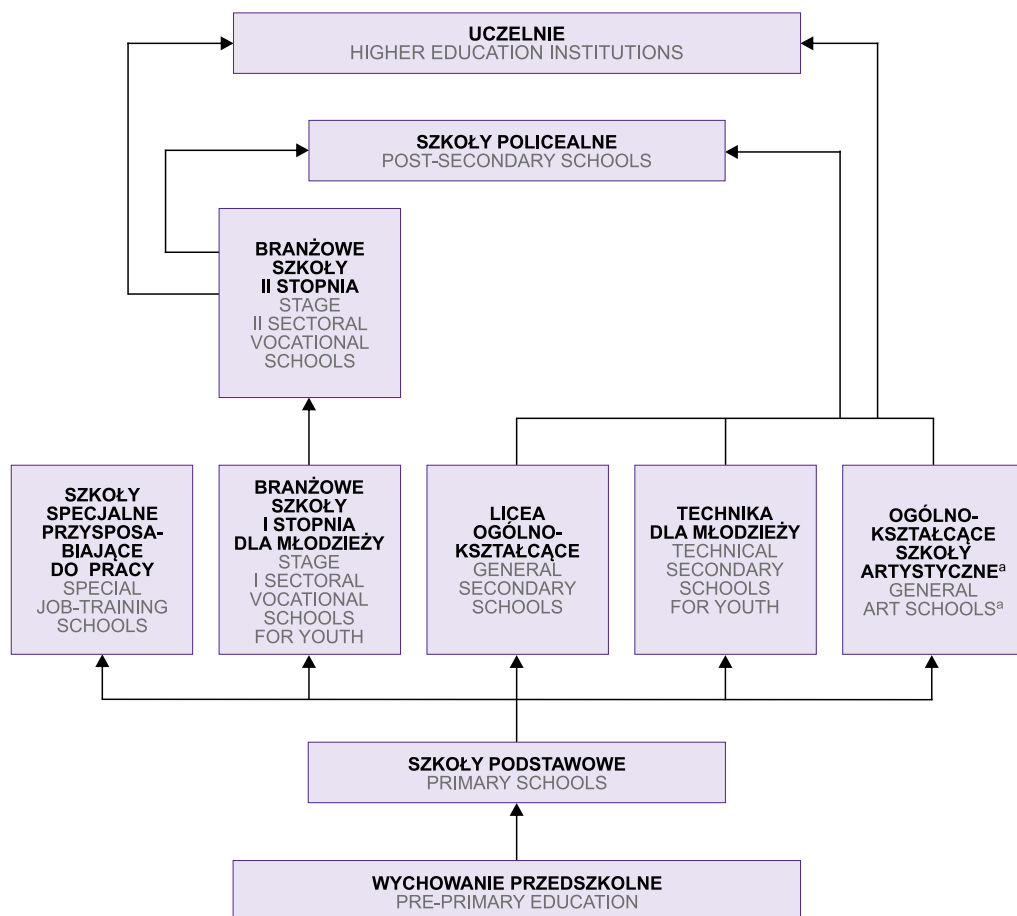 UCZELNIE
HIGHER EDUCATION INSTITUTIONS
SZKOŁY POLICEALNE
POST-SECONDARY SCHOOLS
BRANŻOWE
SZKOŁY
II STOPNIA
STAGE
II SECTORAL
VOCATIONAL
SCHOOLS
SZKOŁY
SPECJALNE
PRZYSPOSA-
BIAJĄCE
DO PRACY
SPECIAL
JOB-TRAINING
SCHOOLS
BRANŻOWE
SZKOŁY
I STOPNIA
DLA MŁODZIEŻY
STAGE
I SECTORAL
VOCATIONAL
SCHOOLS
FOR YOUTH
LICEA
OGÓLNO-
KSZTAŁCĄCE
GENERAL
SECONDARY
SCHOOLS
TECHNIKA
DLA MŁODZIEŻY
TECHNICAL
SECONDARY
SCHOOLS
FOR YOUTH
OGÓLNO-
KSZTAŁCĄCE
SZKOŁY
ARTYSTYCZNEᵃ
GENERAL
ART SCHOOLSᵃ
SZKOŁY PODSTAWOWE
PRIMARY SCHOOLS
WYCHOWANIE PRZEDSZKOLNE
PRE-PRIMARY EDUCATION